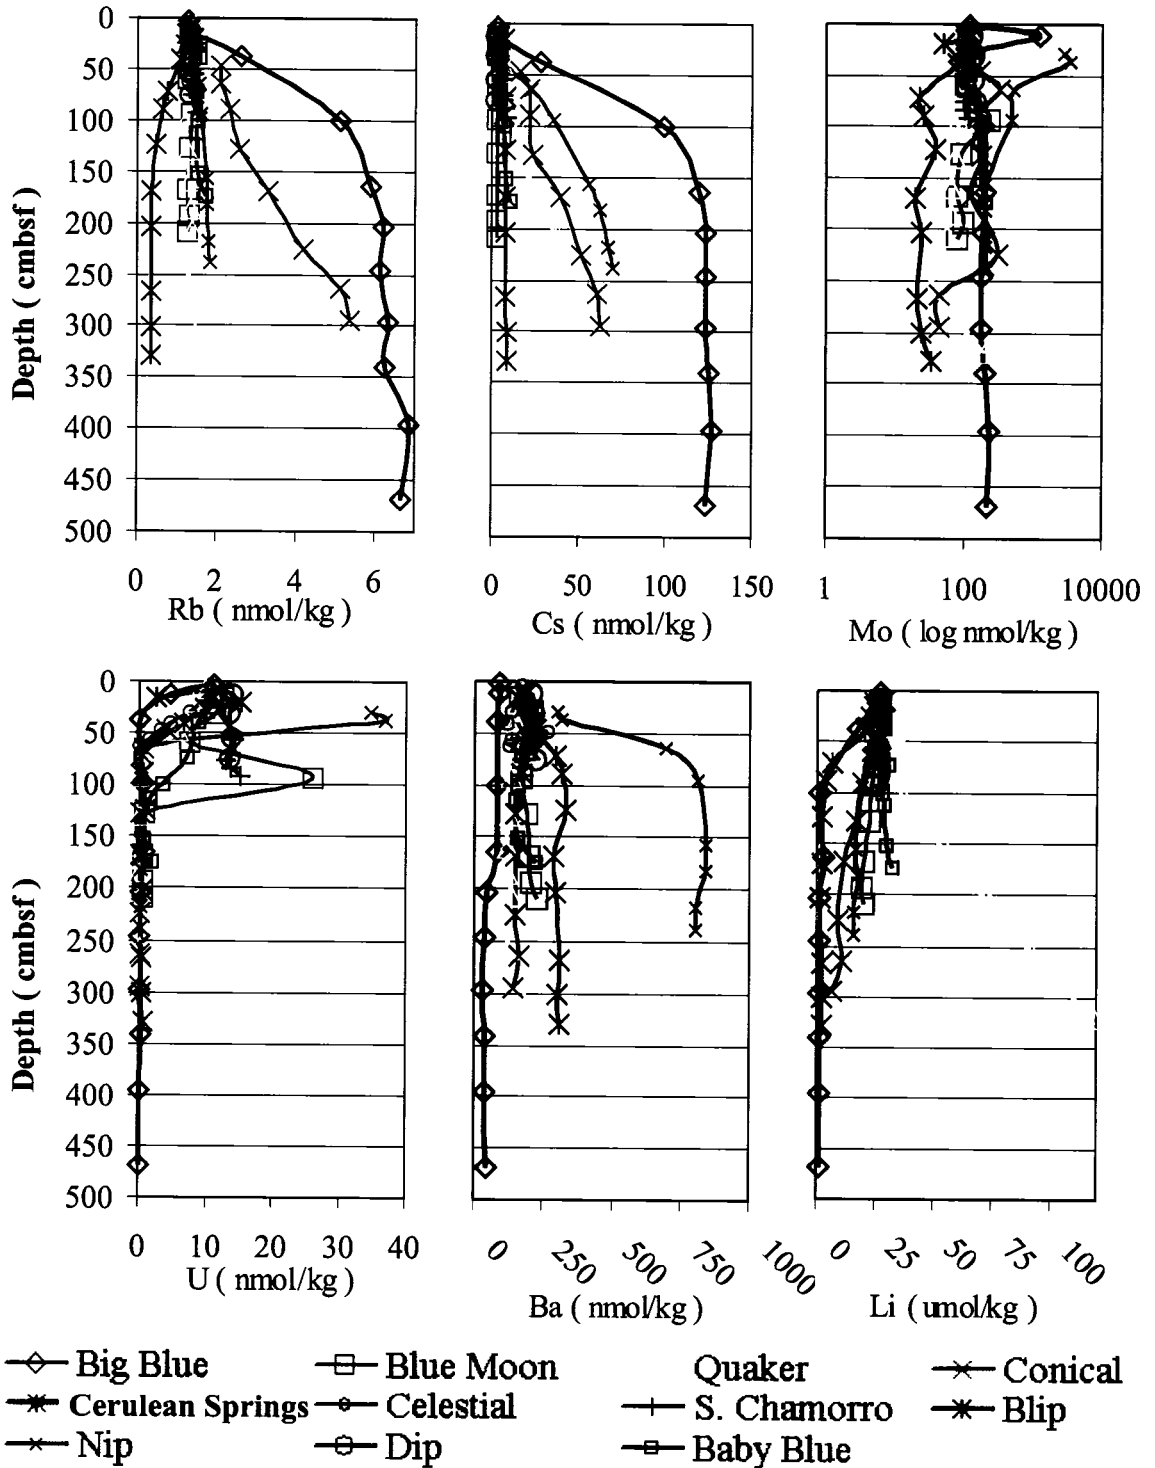 0
50
100
150
200
250
300
350
400
450
500
Depth ( cmbsf)
0 2 4 6
Rb ( nmol/kg )
0 50 100 150
Cs ( nmol/kg )
1 100 10000
Mo ( log nmol/kg )
0
50
100
150
200
250
300
350
400
450
500
Depth ( cmbsf)
0 10 20 30 40
U ( nmol/kg )
0 250 500 750 1000
Ba ( nmol/kg )
0 25 50 75 100
Li ( umol/kg )
Big Blue Blue Moon Quaker Conical
Cerulean Springs Celestial S. Chamorro Blip
Nip Dip Baby Blue